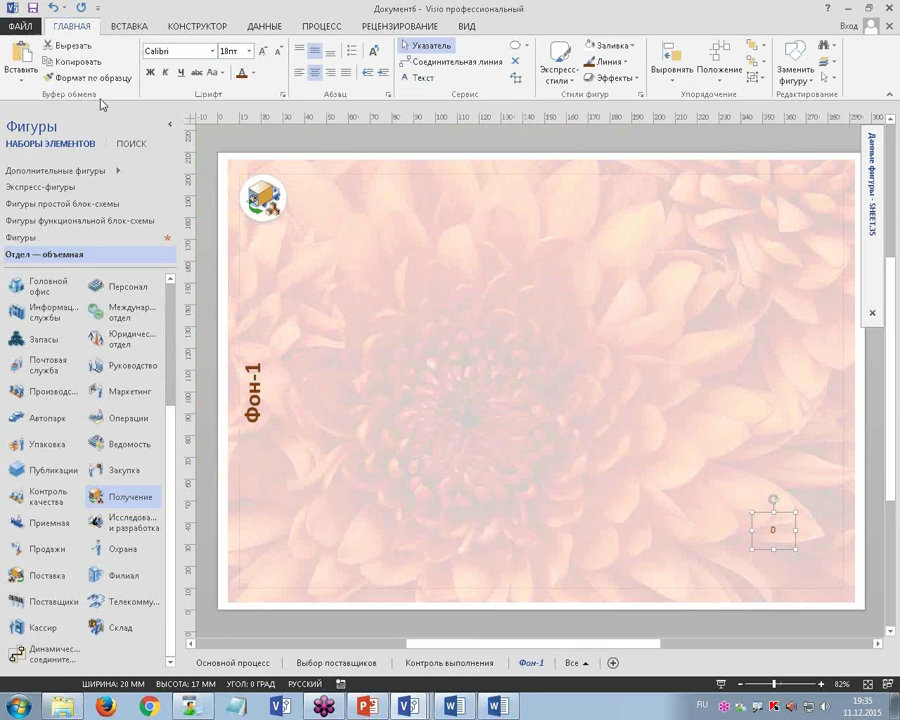 Документ6 - Visio профессиональный
ФАЙЛ ГЛАВНАЯ ВСТАВКА КОНСТРУКТОР ДАННЫЕ ПРОЦЕСС РЕЦЕНЗИРОВАНИЕ ВИД Вход
Вставить
Вырезать
Копировать
Формат по образцу
Буфер обмена
Calibri 18пт
Ж К Ч abc Aa A
Шрифт
Абзац
Указатель
Соединительная линия
Текст
Сервис
Экспресс-
стили
Заливка
Линия
Эффекты
Стили фигур
Выровнять Положение
Упорядочение
Заменить
фигуру
Редактирование
Фигуры
НАБОРЫ ЭЛЕМЕНТОВ ПОИСК
Дополнительные фигуры
Экспресс-фигуры
Фигуры простой блок-схемы
Фигуры функциональной блок-схемы
Фигуры
Отдел — объемная
Головной
офис
Персонал
Информац...
службы
Междунар...
отдел
Запасы
Юридичес...
отдел
Почтовая
служба
Руководство
Производс...
Маркетинг
Автопарк
Операции
Упаковка
Ведомость
Публикации
Закупка
Контроль
качества
Получение
Приемная
Исследова...
и разработка
Продажи
Охрана
Поставка
Филиал
Поставщики
Телекомму...
Кассир
Склад
Динамичес...
соедините...
Фон-1
0
Данные фигуры - SHEET.35
Основной процесс Выбор поставщиков Контроль выполнения Фон-1 Все
ШИРИНА: 20 ММ ВЫСОТА: 17 ММ УГОЛ: 0 ГРАД РУССКИЙ 82%
RU
19:35
11.12.2015